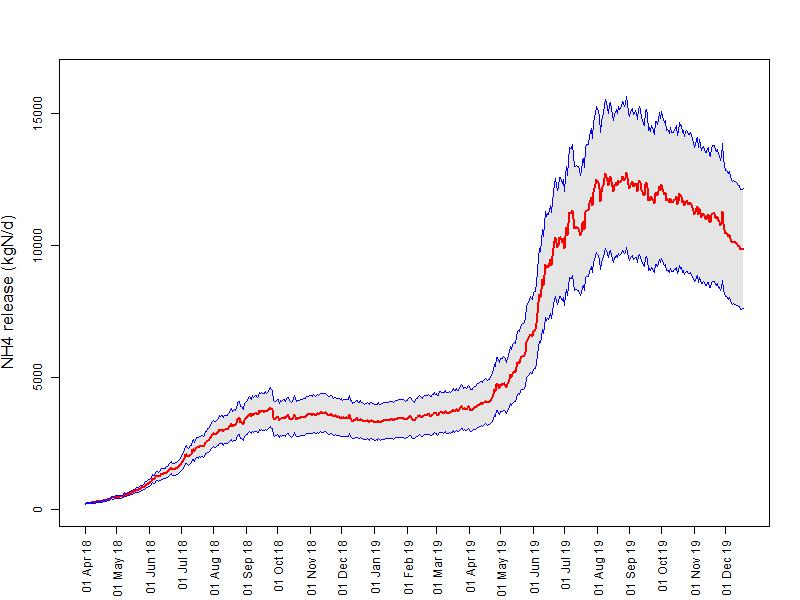 NH4 release (kgN/d)
15000
10000
5000
0
01 Apr 18
01 May 18
01 Jun 18
01 Jul 18
01 Aug 18
01 Sep 18
01 Oct 18
01 Nov 18
01 Dec 18
01 Jan 19
01 Feb 19
01 Mar 19
01 Apr 19
01 May 19
01 Jun 19
01 Jul 19
01 Aug 19
01 Sep 19
01 Oct 19
01 Nov 19
01 Dec 19